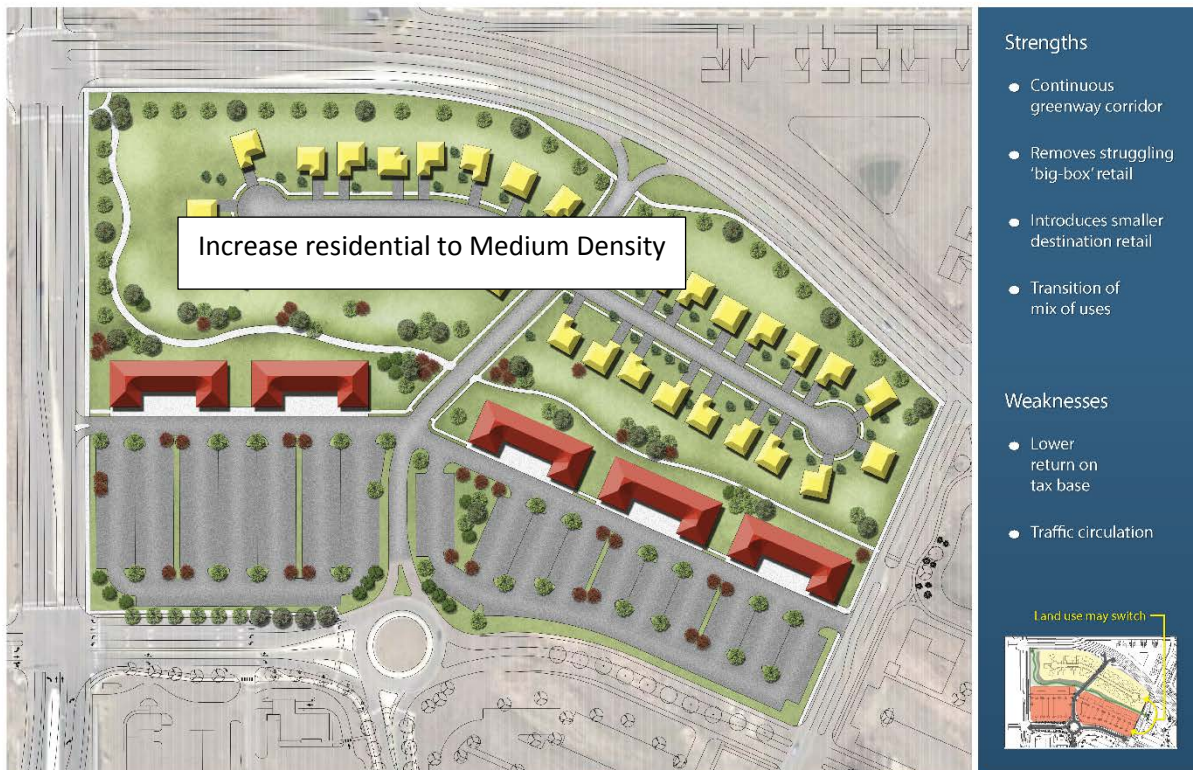 Increase residential to Medium Density
Strengths
Continuous
greenway corridor
Removes struggling
'big-box' retail
Introduces smaller
destination retail
Transition of
mix of uses
Weaknesses
Lower
return on
tax base
Traffic circulation
Land use may switch